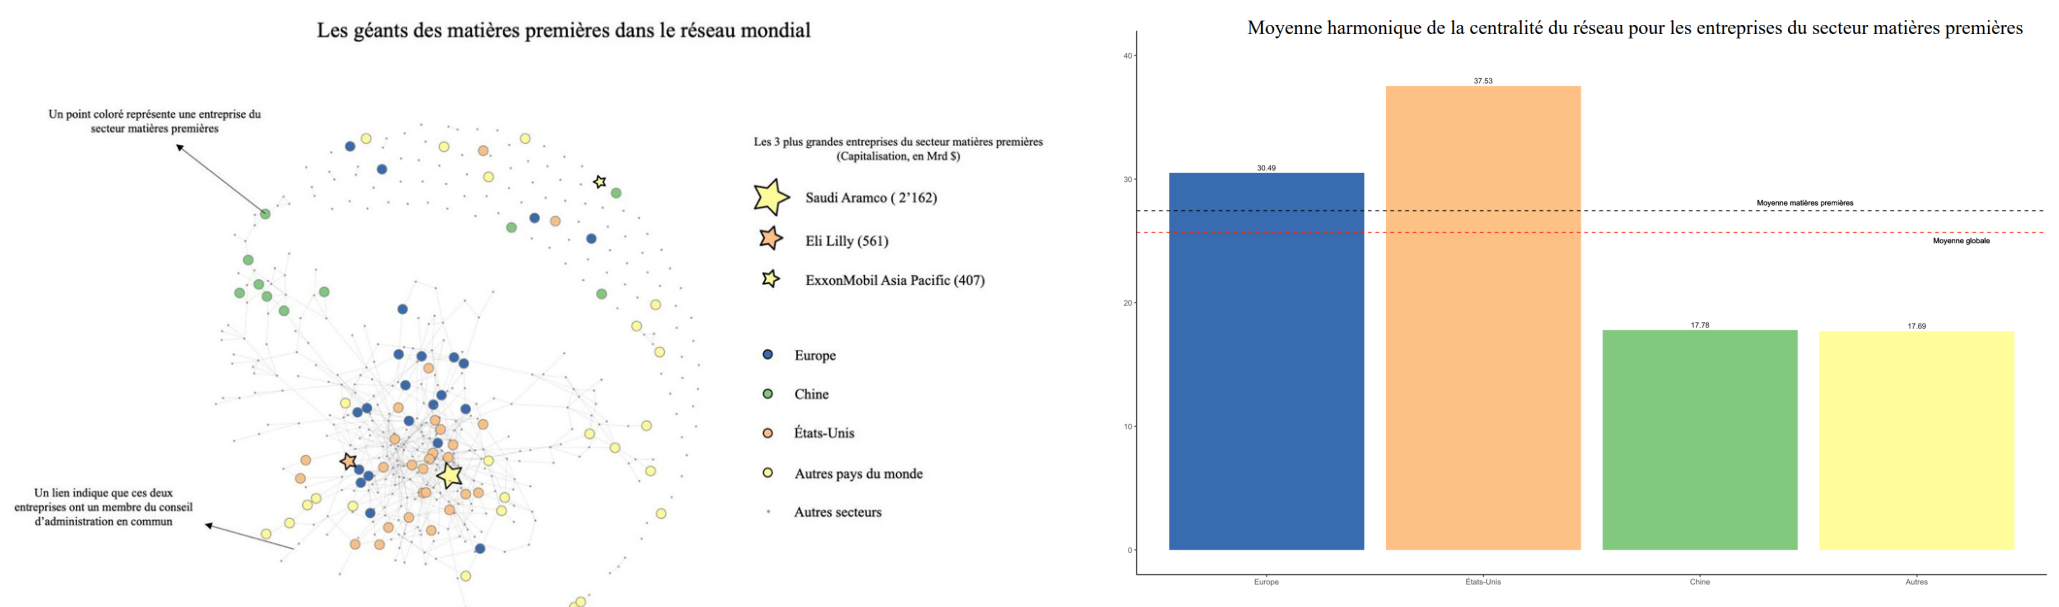 Les géants des matières premières dans le réseau mondial
Un point coloré représente une entreprise du
secteur matières premières
Les 3 plus grandes entreprises du secteur matières premières
(Capitalisation, en Mrd $)
Saudi Aramco ( 2’162)
Eli Lilly (561)
ExxonMobil Asia Pacific (407)
Europe
Chine
États-Unis
Autres pays du monde
Autres secteurs
Un lien indique que ces deux
entreprises ont un membre du conseil
d’administration en commun
Moyenne harmonique de la centralité du réseau pour les entreprises du secteur matières premières
40
30
20
10
0
30.49
37.53
17.78
17.69
Moyenne matières premières
Moyenne globale
Europe
États-Unis
Chine
Autres